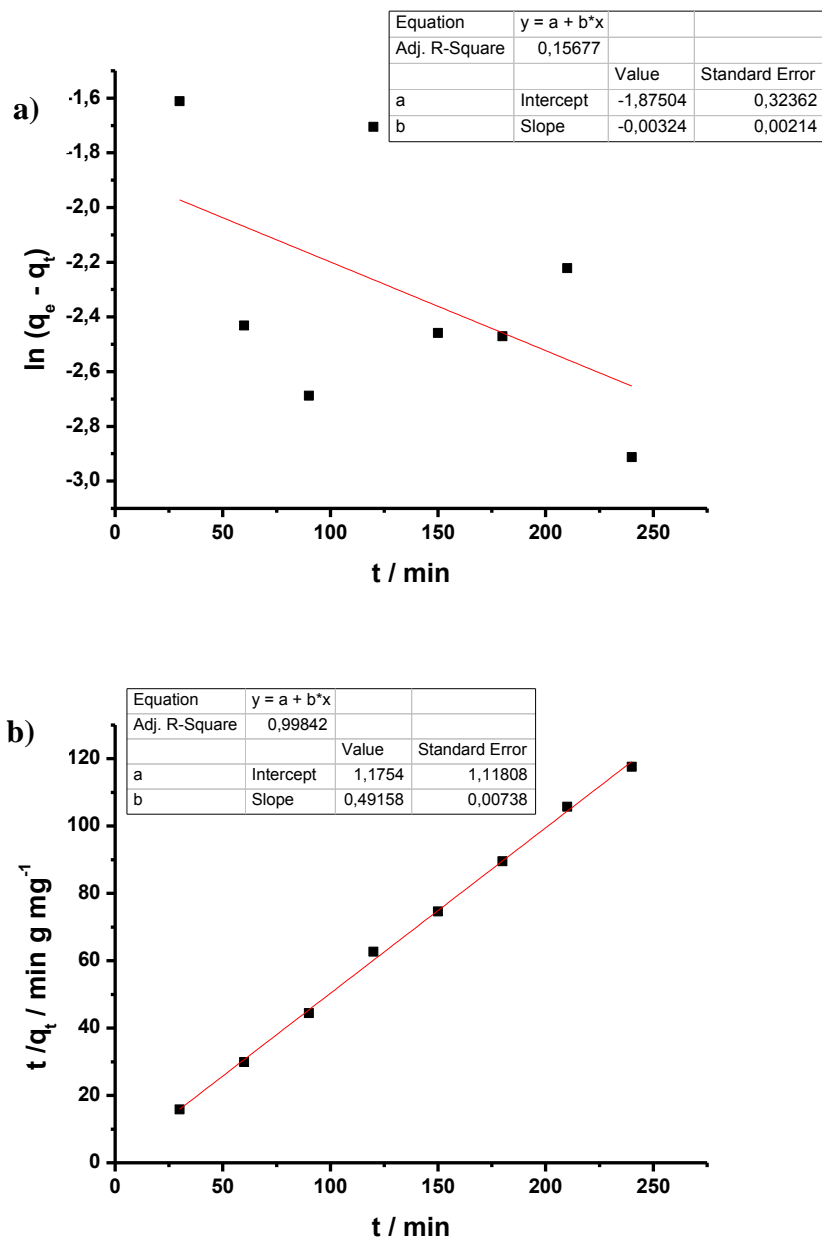 Equation y = a + b*x
Adj. R-Square 0,15677
Value Standard Error
a Intercept -1,87504 0,32362
b Slope -0,00324 0,00214
a)
-1,6
-1,8
-2,0
-2,2
-2,4
-2,6
-2,8
-3,0
ln (qe - qt)
0 50 100 150 200 250
t / min
Equation y = a + b*x
Adj. R-Square 0,99842
Value Standard Error
a Intercept 1,1754 1,11808
b Slope 0,49158 0,00738
b)
120
100
80
60
40
20
0
t /qt / min g mg-1
0 50 100 150 200 250
t / min